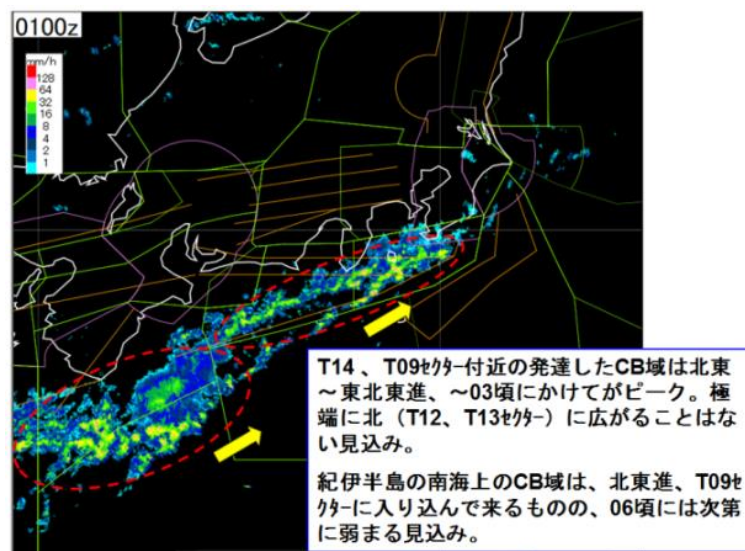 0100z
mm/h
128
64
32
16
8
4
2
1
T14 、T09ｾｸﾀｰ付近の発達したCB域は北東
～東北東進、～03頃にかけてがピーク。極
端に北（T12、T13ｾｸﾀｰ）に広がることはな
い見込み。
紀伊半島の南海上のCB域は、北東進、T09ｾ
ｸﾀｰに入り込んで来るものの、06頃には次第
に弱まる見込み。